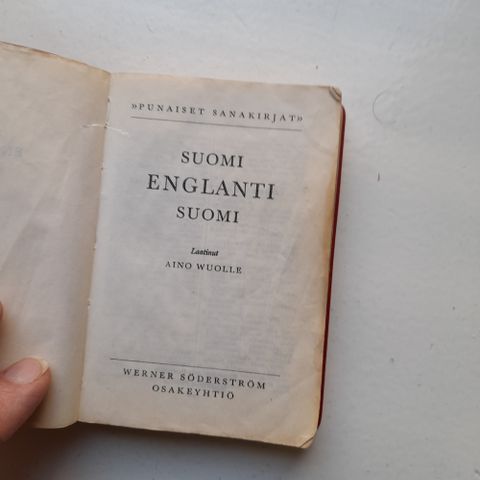 »PUNAISET SANAKIRJAT»
SUOMI
ENGLANTI
SUOMI
Laatinut
AINO WUOLLE
WERNER SÖDERSTRÖM
OSAKEYHTIÖ